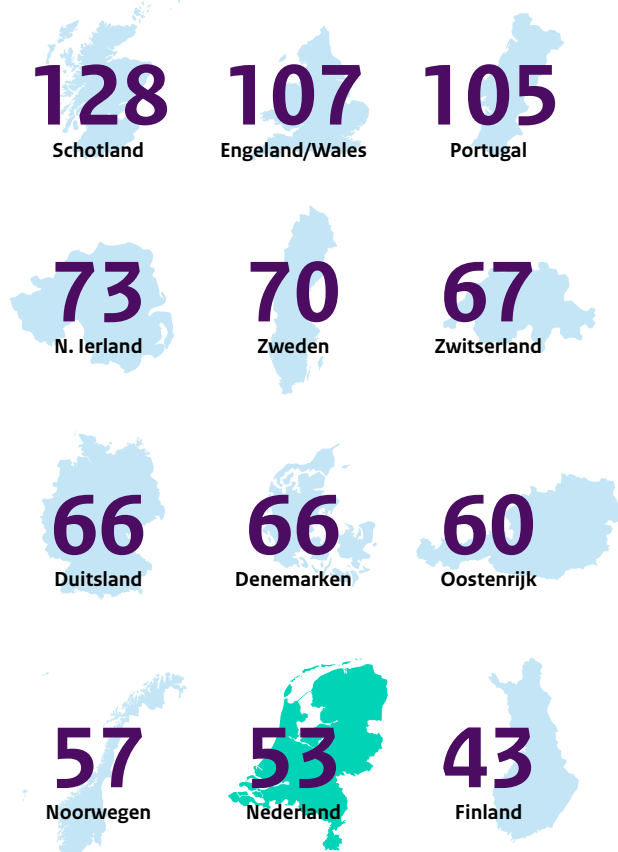 128 107 105
Schotland Engeland/Wales Portugal
73 70 67
N. Ierland Zweden Zwitserland
66 66 60
Duitsland Denemarken Oostenrijk
57 53 43
Noorwegen Nederland Finland